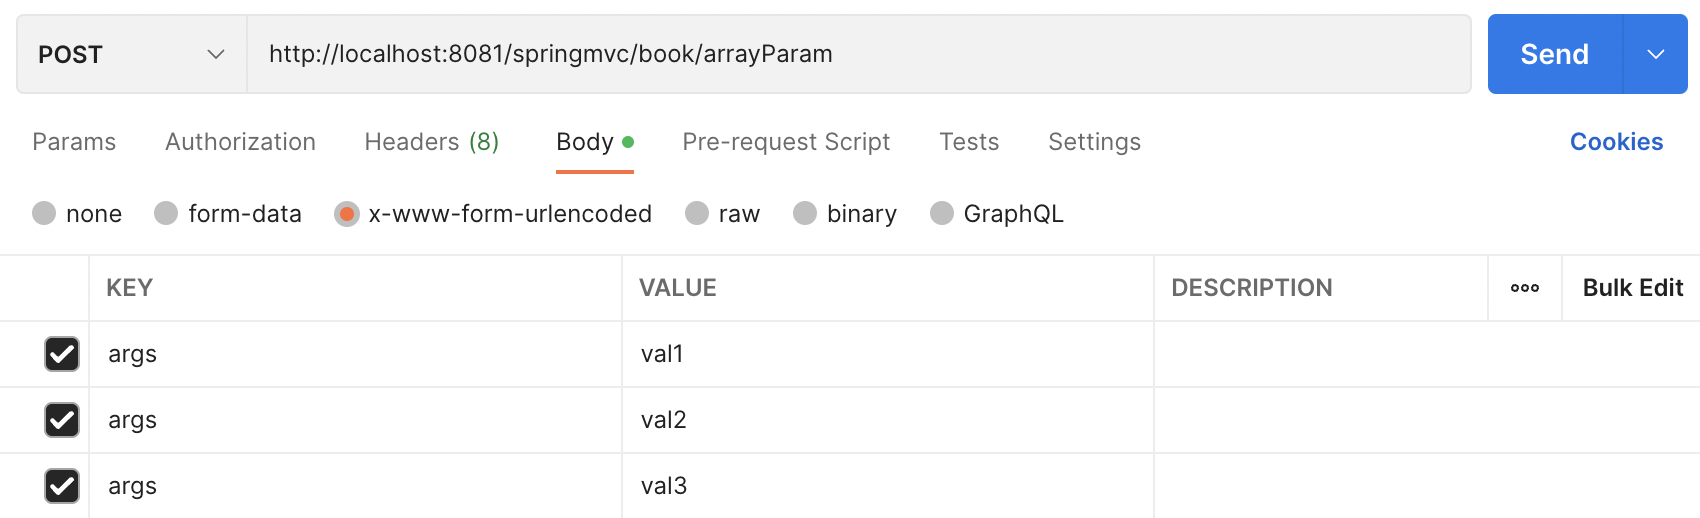 POST http://localhost:8081/springmvc/book/arrayParam Send
Params Authorization Headers (8) Body Pre-request Script Tests Settings Cookies
none form-data x-www-form-urlencoded raw binary GraphQL
KEY VALUE DESCRIPTION ooo Bulk Edit
args val1
args val2
args val3